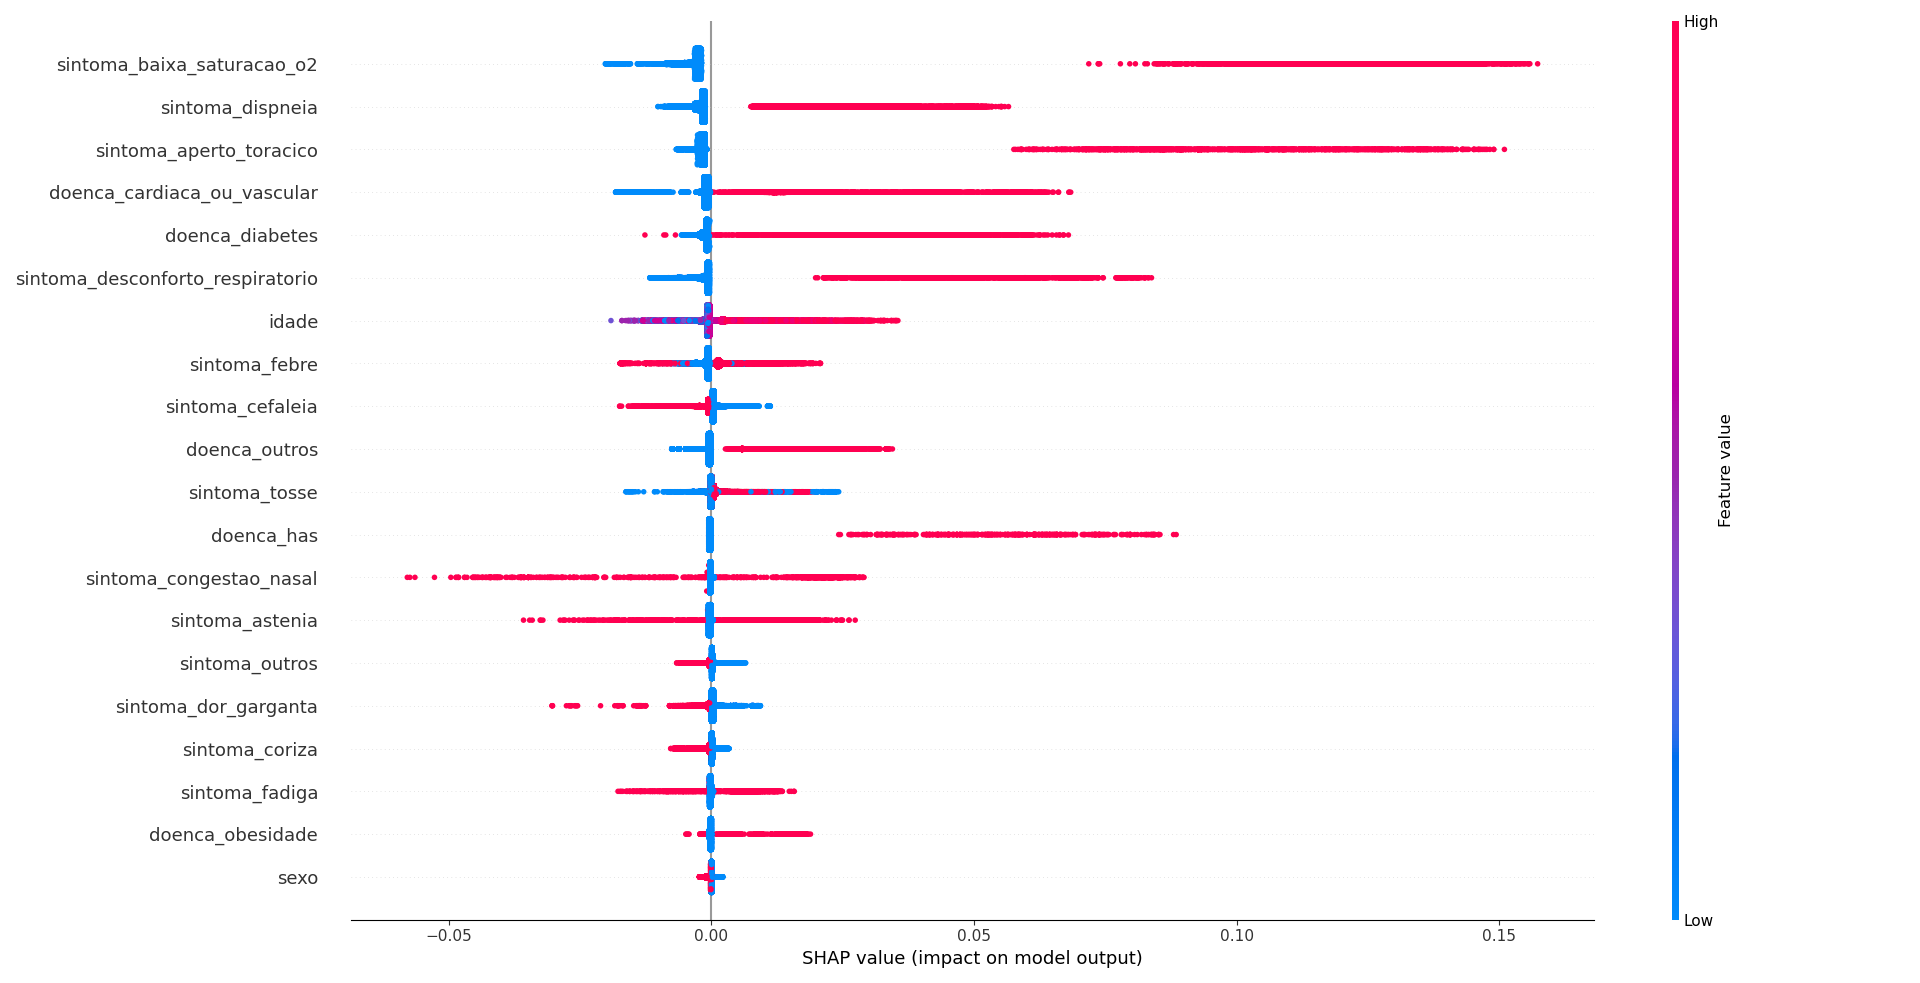 High
sintoma_baixa_saturacao_o2
sintoma_dispneia
sintoma_aperto_toracico
doenca_cardiaca_ou_vascular
doenca_diabetes
sintoma_desconforto_respiratorio
idade
sintoma_febre
sintoma_cefaleia
doenca_outros
sintoma_tosse
doenca_has
sintoma_congestao_nasal
sintoma_astenia
sintoma_outros
sintoma_dor_garganta
sintoma_coriza
sintoma_fadiga
doenca_obesidade
sexo
Feature value
Low
−0.05 0.00 0.05 0.10 0.15
SHAP value (impact on model output)